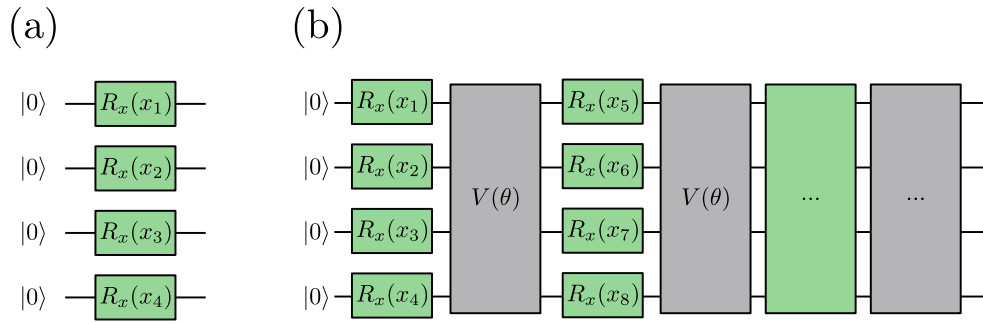 (a) (b)
|0⟩ R_x(x_1) |0⟩ R_x(x_1) R_x(x_5)
|0⟩ R_x(x_2) |0⟩ R_x(x_2) R_x(x_6)
V(θ) V(θ) ... ...
|0⟩ R_x(x_3) |0⟩ R_x(x_3) R_x(x_7)
|0⟩ R_x(x_4) |0⟩ R_x(x_4) R_x(x_8)